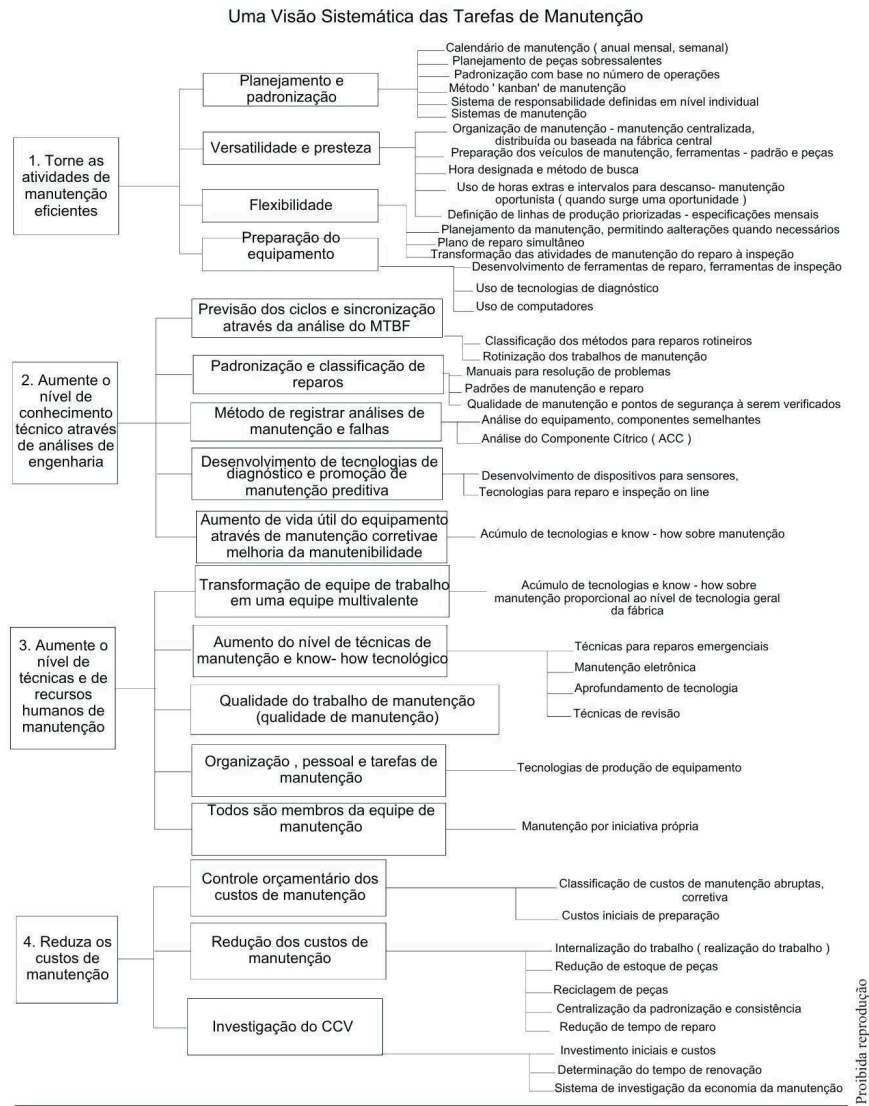 Uma Visão Sistemática das Tarefas de Manutenção
1. Torne as
atividades de
manutenção
eficientes
Planejamento e
padronização
Calendário de manutenção ( anual mensal, semanal)
Planejamento de peças sobressalentes
Padronização com base no número de operações
Método ' kanban' de manutenção
Sistema de responsabilidade definidas em nível individual
Sistemas de manutenção
Versatilidade e presteza
Organização de manutenção - manutenção centralizada,
distribuída ou baseada na fábrica central
Preparação dos veículos de manutenção, ferramentas - padrão e peças
Hora designada e método de busca
Uso de horas extras e intervalos para descanso- manutenção
oportunista ( quando surge uma oportunidade )
Definição de linhas de produção priorizadas - especificações mensais
Flexibilidade
Planejamento da manutenção, permitindo aalterações quando necessários
Plano de reparo simultâneo
Transformação das atividades de manutenção do reparo à inspeção
Preparação do
equipamento
Desenvolvimento de ferramentas de reparo, ferramentas de inspeção
Uso de tecnologias de diagnóstico
Uso de computadores
2. Aumente o
nível de
conhecimento
técnico através
de análises de
engenharia
Previsão dos ciclos e sincronização
através da análise do MTBF
Classificação dos métodos para reparos rotineiros
Rotinização dos trabalhos de manutenção
Padronização e classificação de
reparos
Manuais para resolução de problemas
Padrões de manutenção e reparo
Qualidade de manutenção e pontos de segurança à serem verificados
Método de registrar análises de
manutenção e falhas
Análise do equipamento, componentes semelhantes
Análise do Componente Cítrico ( ACC )
Desenvolvimento de tecnologias de
diagnóstico e promoção de
manutenção preditiva
Desenvolvimento de dispositivos para sensores,
Tecnologias para reparo e inspeção on line
Aumento de vida útil do equipamento
através de manutenção corretivae
melhoria da manutenibilidade
Acúmulo de tecnologias e know - how sobre manutenção
3. Aumente o
nível de
técnicas e de
recursos
humanos de
manutenção
Transformação de equipe de trabalho
em uma equipe multivalente
Acúmulo de tecnologias e know - how sobre
manutenção proporcional ao nível de tecnologia geral
da fábrica
Aumento do nível de técnicas de
manutenção e know- how tecnológico
Técnicas para reparos emergenciais
Manutenção eletrônica
Aprofundamento de tecnologia
Técnicas de revisão
Qualidade do trabalho de manutenção
(qualidade de manutenção)
Organização , pessoal e tarefas de
manutenção
Tecnologias de produção de equipamento
Todos são membros da equipe de
manutenção
Manutenção por iniciativa própria
4. Reduza os
custos de
manutenção
Controle orçamentário dos
custos de manutenção
Classificação de custos de manutenção abruptas,
corretiva
Custos iniciais de preparação
Redução dos custos de
manutenção
Internalização do trabalho ( realização do trabalho )
Redução de estoque de peças
Reciclagem de peças
Centralização da padronização e consistência
Redução de tempo de reparo
Investigação do CCV
Investimento iniciais e custos
Determinação do tempo de renovação
Sistema de investigação da economia da manutenção
Proibida reprodução